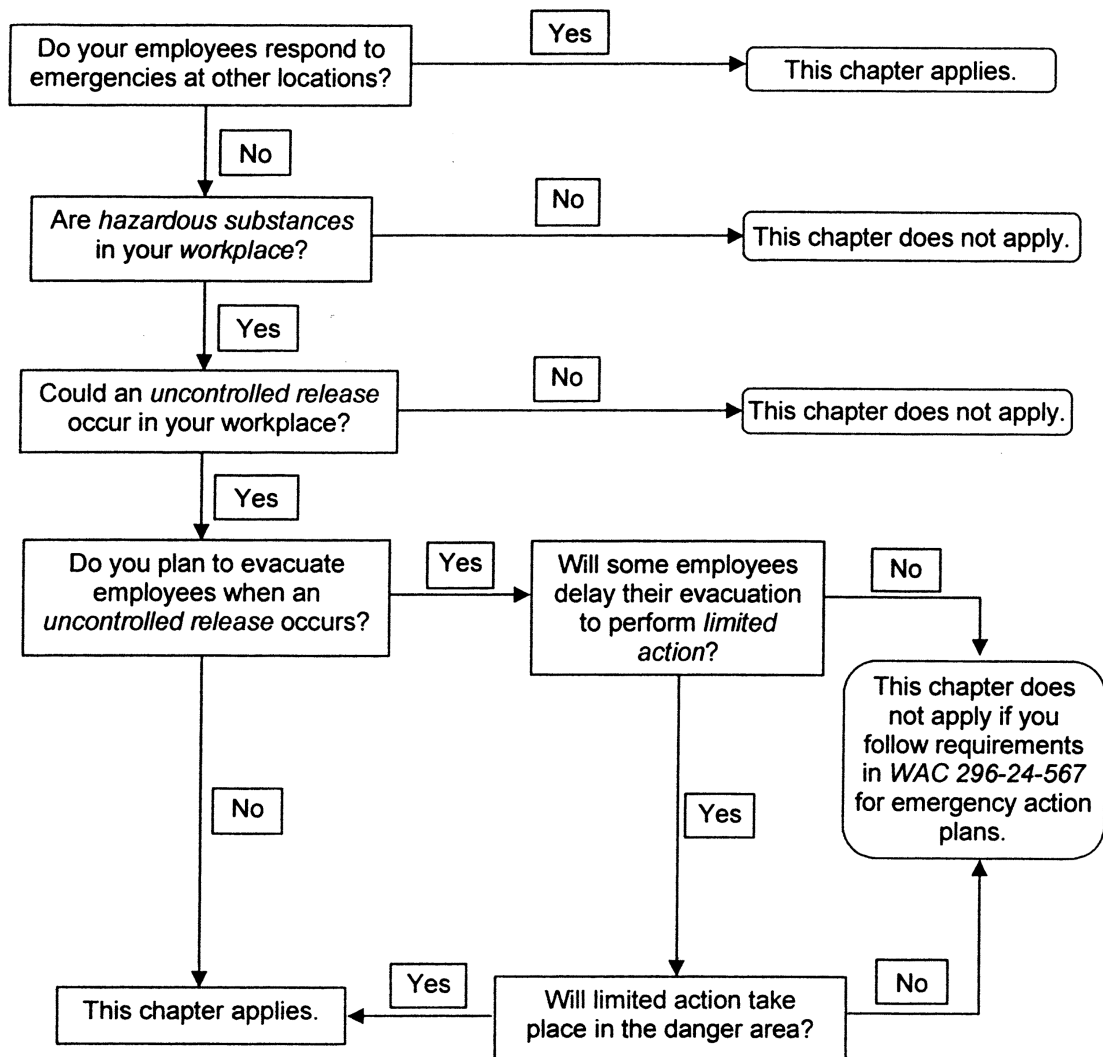 Do your employees respond to
emergencies at other locations?
Yes
This chapter applies.
No
Are hazardous substances
in your workplace?
No
This chapter does not apply.
Yes
Could an uncontrolled release
occur in your workplace?
No
This chapter does not apply.
Yes
Do you plan to evacuate
employees when an
uncontrolled release occurs?
Yes
Will some employees
delay their evacuation
to perform limited
action?
No
This chapter does
not apply if you
follow requirements
in WAC 296-24-567
for emergency action
plans.
No
Yes
This chapter applies.
Yes
Will limited action take
place in the danger area?
No